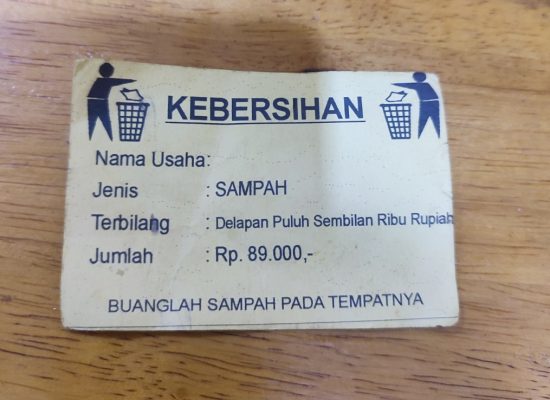 KEBERSIHAN
Nama Usaha:
Jenis : SAMPAH
Terbilang : Delapan Puluh Sembilan Ribu Rupiah
Jumlah : Rp. 89.000,-
BUANGLAH SAMPAH PADA TEMPATNYA